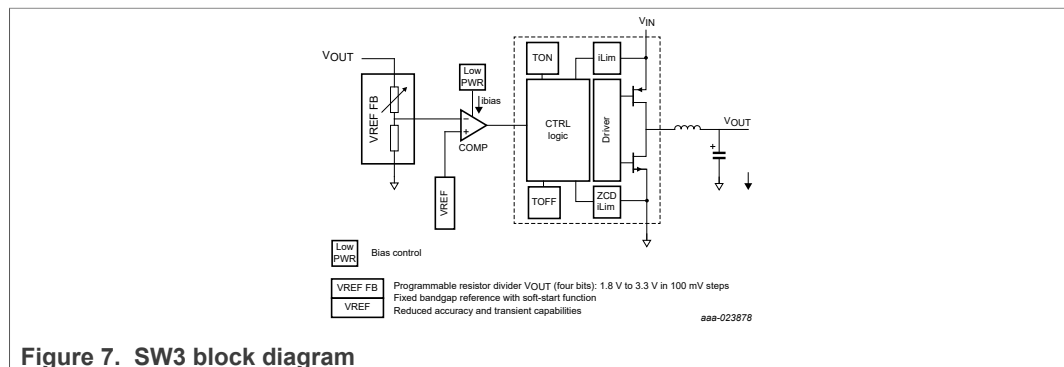 VIN
VOUT
TON
iLim
Low
PWR
ibias
VREF FB
CTRL
logic
Driver
VOUT
−
+
+
COMP
VREF
TOFF
ZCD
iLim
Low
PWR
Bias control
VREF FB
Programmable resistor divider VOUT (four bits): 1.8 V to 3.3 V in 100 mV steps
Fixed bandgap reference with soft-start function
VREF
Reduced accuracy and transient capabilities
aaa-023878
Figure 7. SW3 block diagram